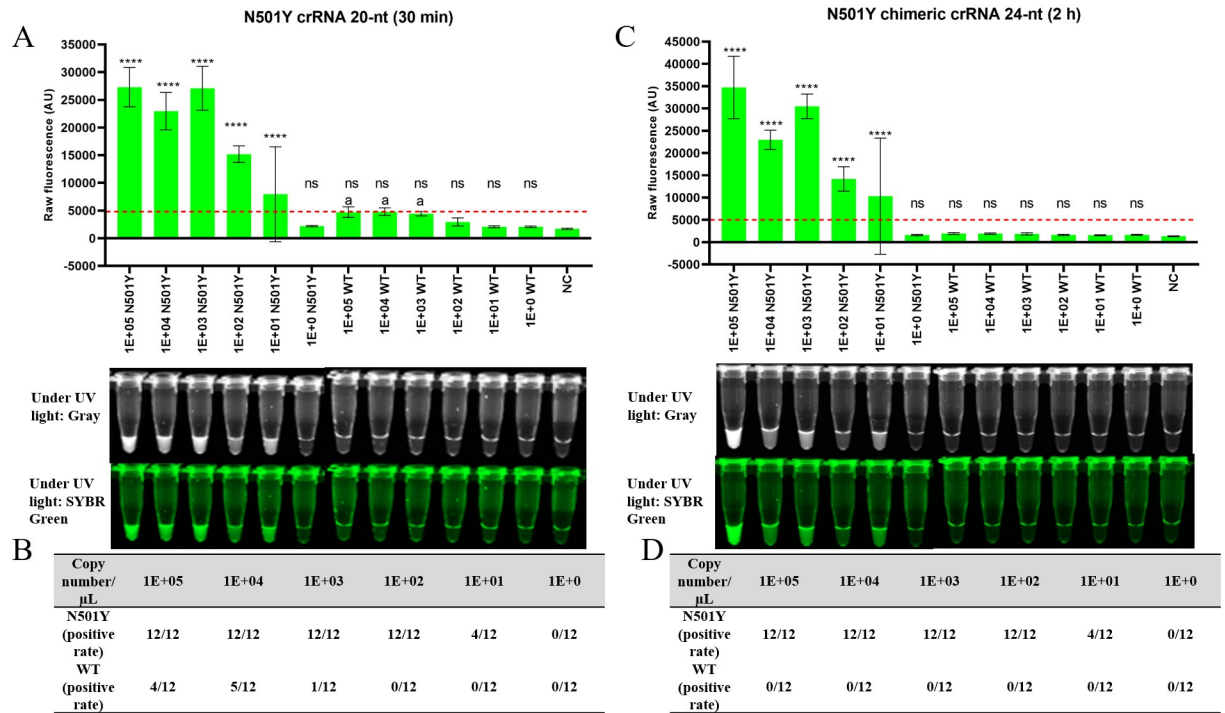 A
N501Y crRNA 20-nt (30 min)
Raw fluorescence (AU)
35000
30000
25000
20000
15000
10000
5000
0
-5000
**** **** **** **** **** ns ns ns ns ns ns ns
a a a
1E+05 N501Y
1E+04 N501Y
1E+03 N501Y
1E+02 N501Y
1E+01 N501Y
1E+0 N501Y
1E+05 WT
1E+04 WT
1E+03 WT
1E+02 WT
1E+01 WT
1E+0 WT
NC
Under UV
light: Gray
Under UV
light: SYBR
Green
B
Copy
number/
µL
1E+05 1E+04 1E+03 1E+02 1E+01 1E+0
N501Y
(positive
rate)
12/12 12/12 12/12 12/12 4/12 0/12
WT
(positive
rate)
4/12 5/12 1/12 0/12 0/12 0/12
C
N501Y chimeric crRNA 24-nt (2 h)
Raw fluorescence (AU)
45000
40000
35000
30000
25000
20000
15000
10000
5000
0
-5000
**** **** **** **** **** ns ns ns ns ns ns ns
1E+05 N501Y
1E+04 N501Y
1E+03 N501Y
1E+02 N501Y
1E+01 N501Y
1E+0 N501Y
1E+05 WT
1E+04 WT
1E+03 WT
1E+02 WT
1E+01 WT
1E+0 WT
NC
Under UV
light: Gray
Under UV
light: SYBR
Green
D
Copy
number/
µL
1E+05 1E+04 1E+03 1E+02 1E+01 1E+0
N501Y
(positive
rate)
12/12 12/12 12/12 12/12 4/12 0/12
WT
(positive
rate)
0/12 0/12 0/12 0/12 0/12 0/12